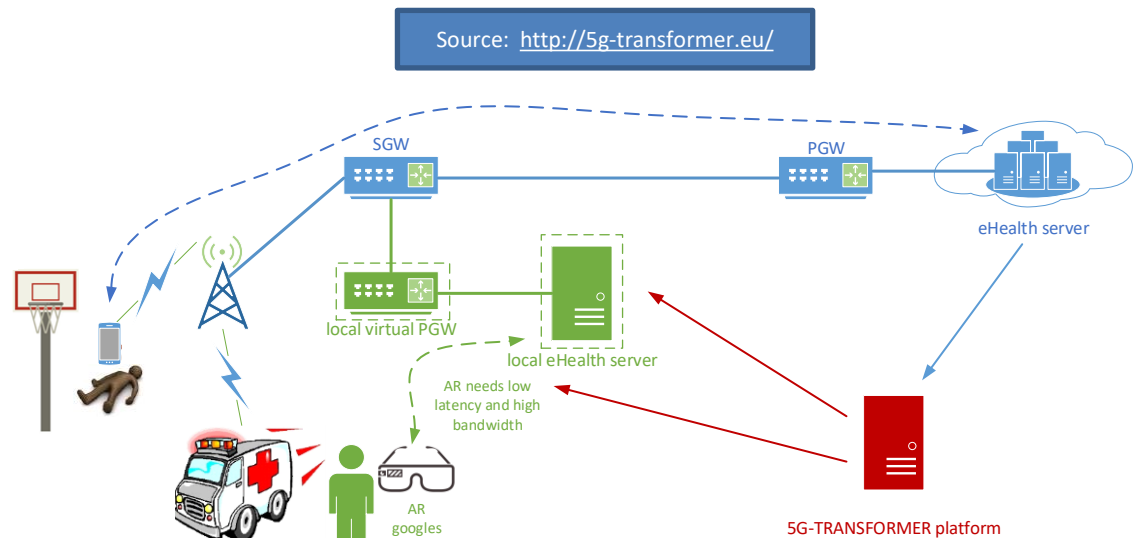 Source: http://5g-transformer.eu/
SGW
PGW
eHealth server
local virtual PGW
local eHealth server
AR needs low
latency and high
bandwidth
AR
googles
5G-TRANSFORMER platform